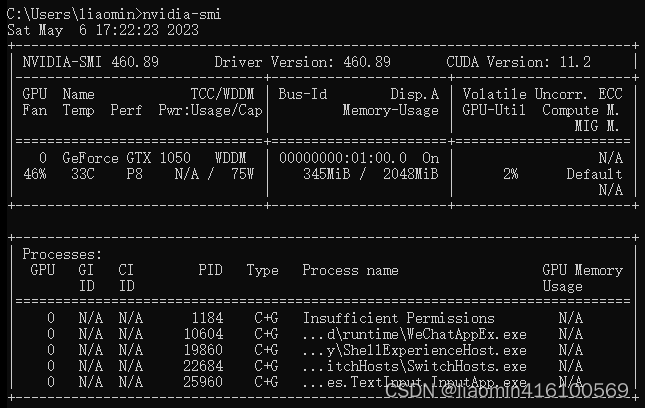 C:\Users\liaomin>nvidia-smi
Sat May  6 17:22:23 2023
NVIDIA-SMI 460.89       Driver Version: 460.89       CUDA Version: 11.2
GPU  Name            TCC/WDDM | Bus-Id        Disp.A | Volatile Uncorr. ECC
Fan  Temp  Perf  Pwr:Usage/Cap|         Memory-Usage | GPU-Util  Compute M.
MIG M.
0  GeForce GTX 1050   WDDM  | 00000000:01:00.0  On |                  N/A
46%   33C    P8    N/A /  75W |    345MiB /  2048MiB |      2%      Default
N/A
Processes:
GPU   GI   CI        PID   Type   Process name                  GPU Memory
ID   ID                                                   Usage
0   N/A  N/A      1184    C+G   Insufficient Permissions        N/A
0   N/A  N/A     10604    C+G   ...d\runtime\WeChatAppEx.exe    N/A
0   N/A  N/A     19860    C+G   ...y\ShellExperienceHost.exe    N/A
0   N/A  N/A     22684    C+G   ...itchHosts\SwitchHosts.exe    N/A
0   N/A  N/A     25960    C+G   ...es.TextInput.InputApp.exe    N/A
CSDN @liaomin416100569